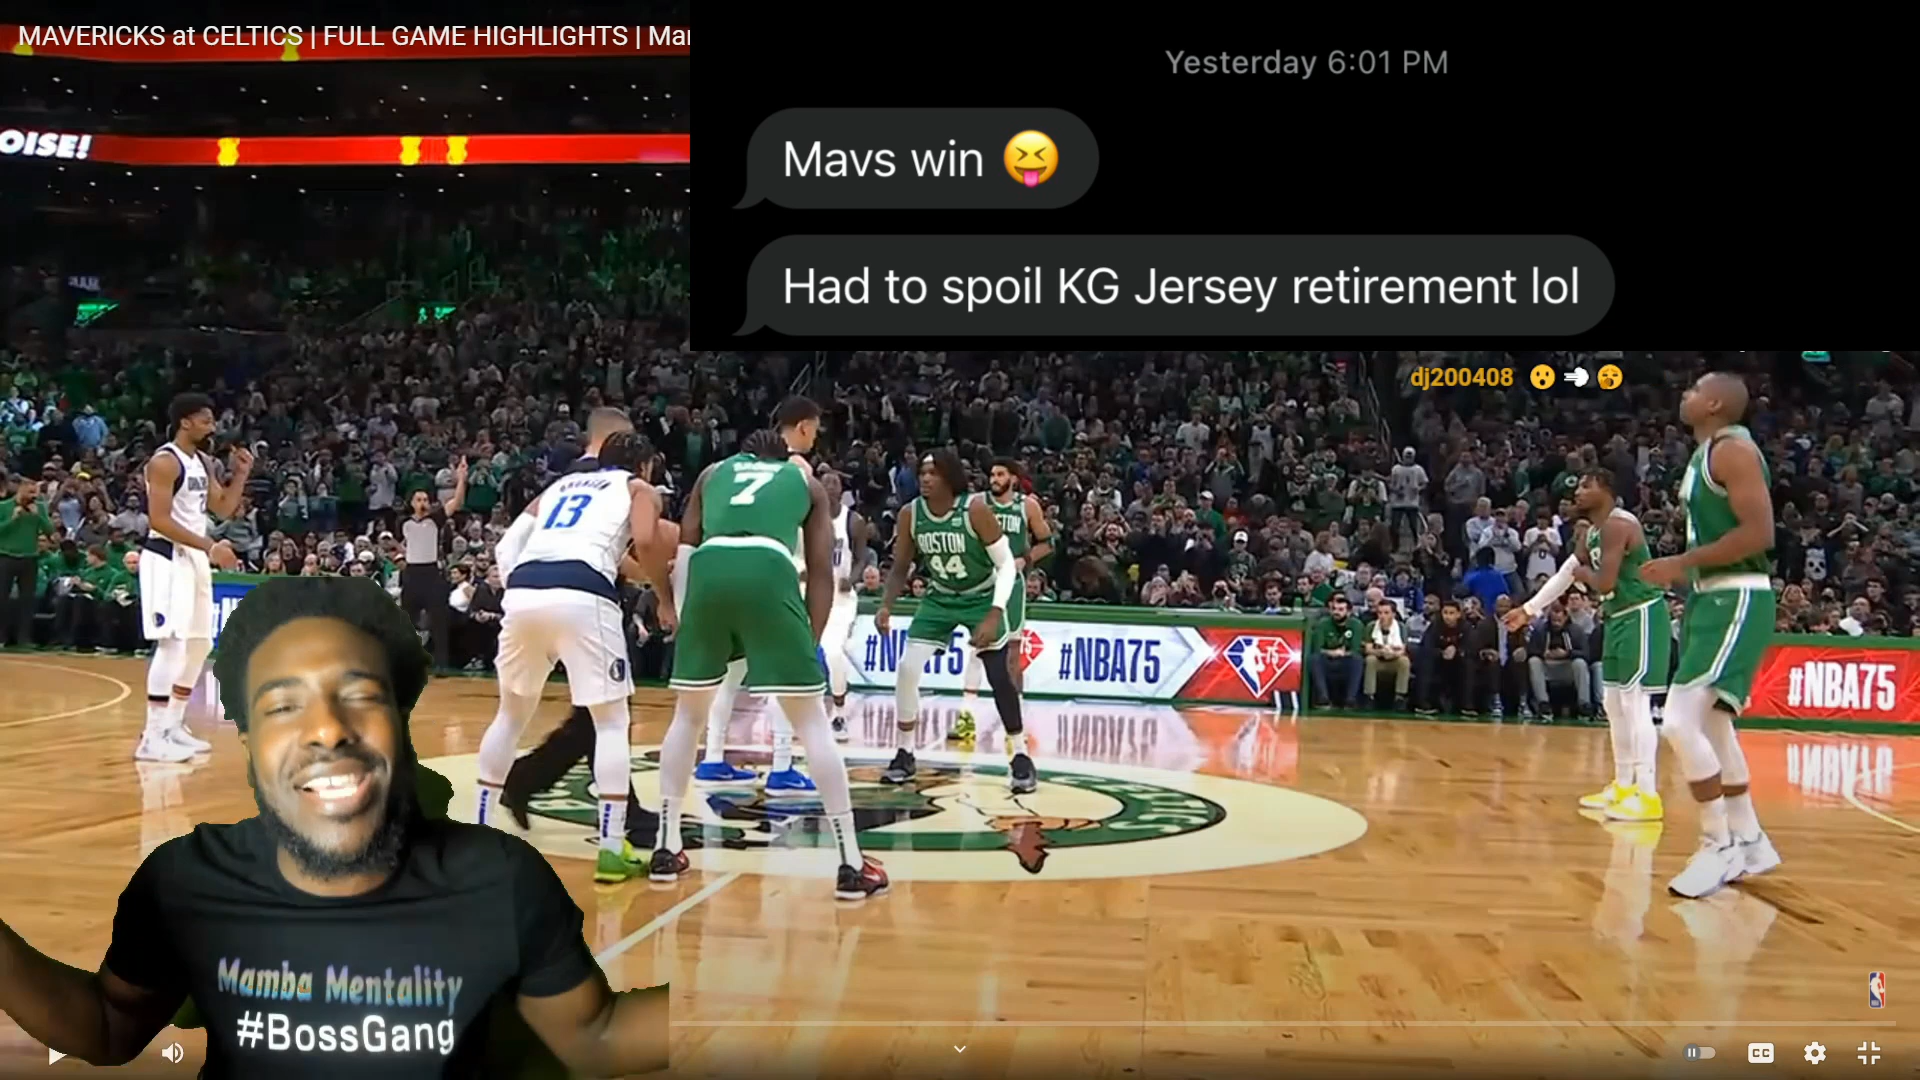 MAVERICKS at CELTICS | FULL GAME HIGHLIGHTS | Mar
Yesterday 6:01 PM
OISE!
Mavs win 😝
Had to spoil KG Jersey retirement lol
dj200408 😮💨🥱
7
13
BOSTON
44
#NBA75
#NBA75
Mamba Mentality
#BossGang
CC